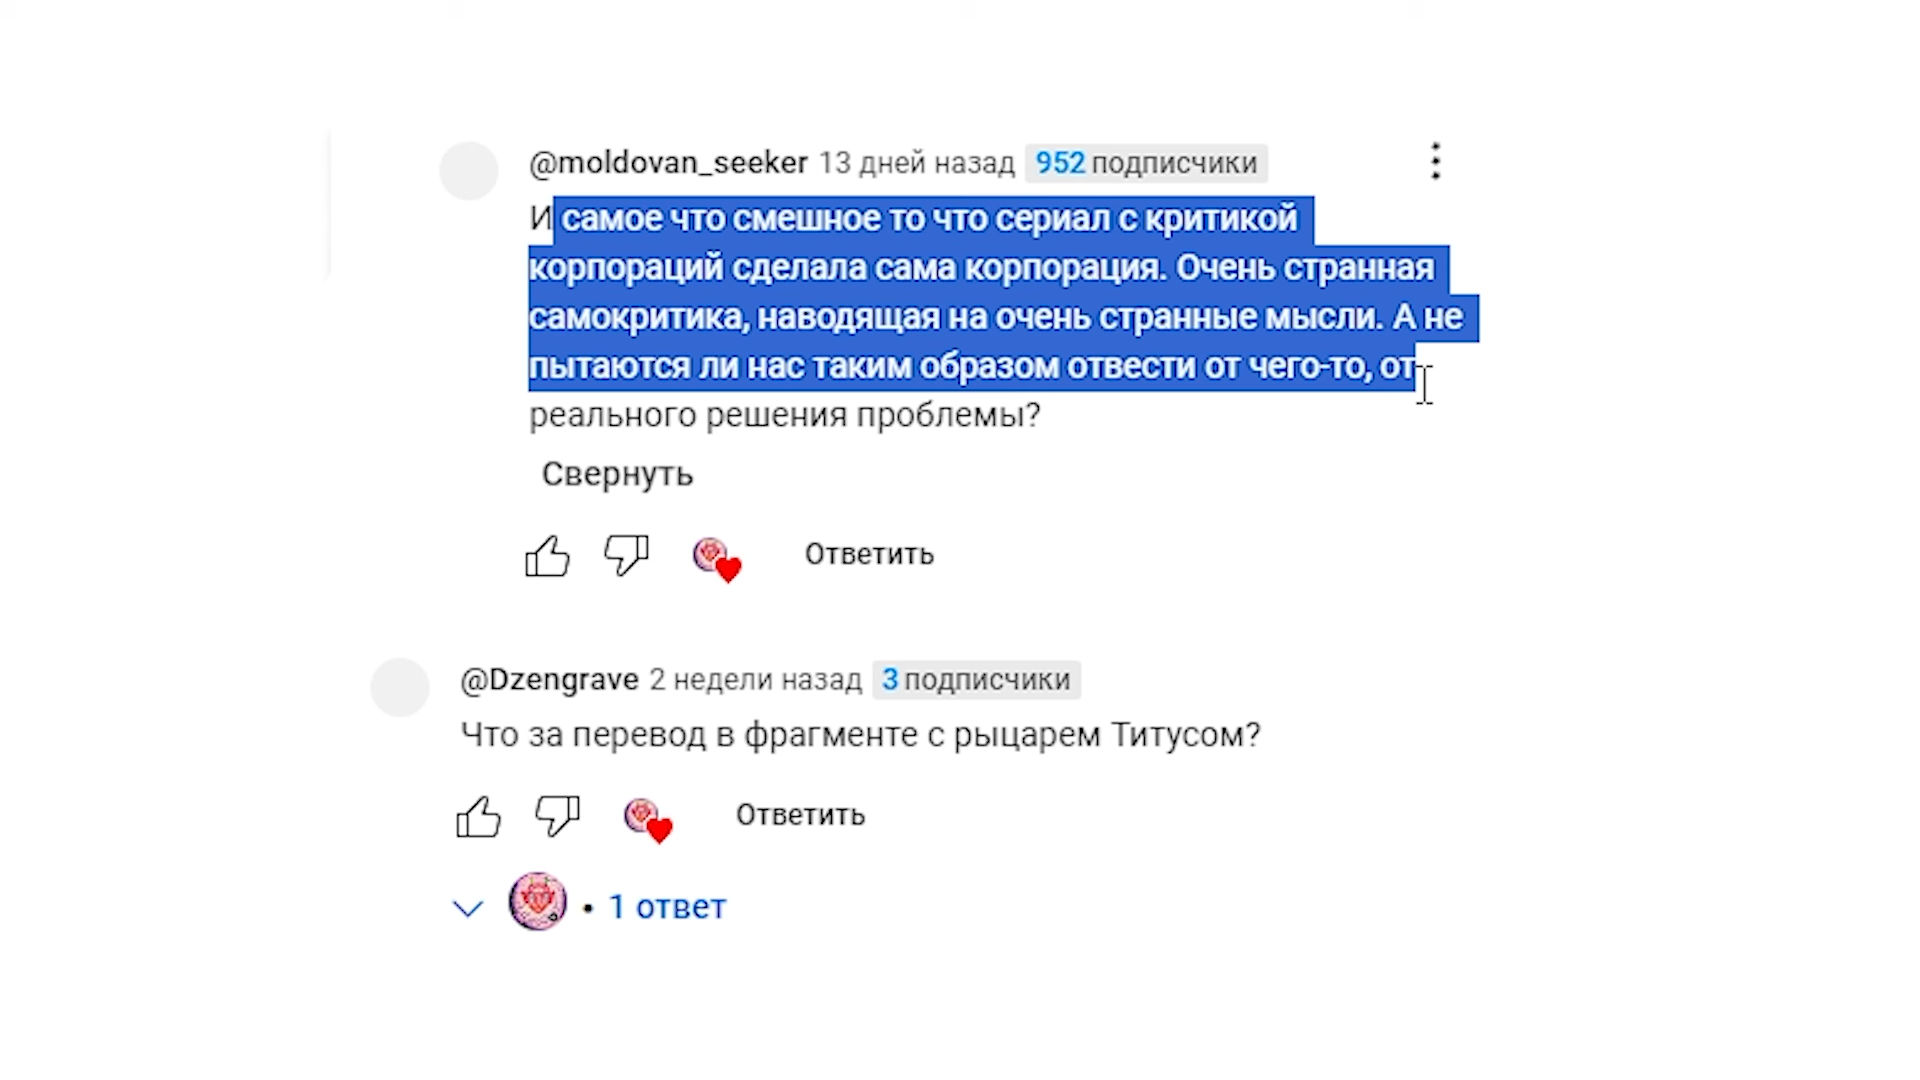 @moldovan_seeker 13 дней назад 952 подписчики
И самое что смешное то что сериал с критикой
корпораций сделала сама корпорация. Очень странная
самокритика, наводящая на очень странные мысли. А не
пытаются ли нас таким образом отвести от чего-то, от
реального решения проблемы?
Свернуть
Ответить
@Dzengrave 2 недели назад 3 подписчики
Что за перевод в фрагменте с рыцарем Титусом?
Ответить
• 1 ответ